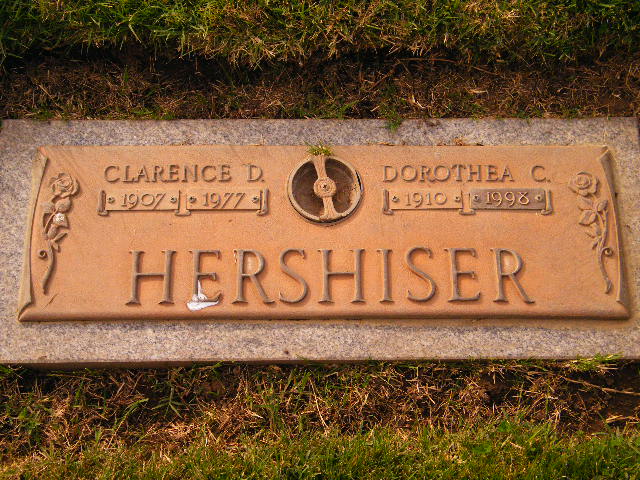 CLARENCE D. DOROTHEA C.
1907 1977 1910 1998
HERSHISER